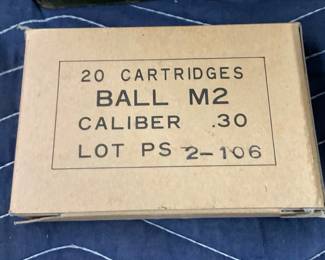 20 CARTRIDGES
BALL M2
CALIBER .30
LOT PS 2-106